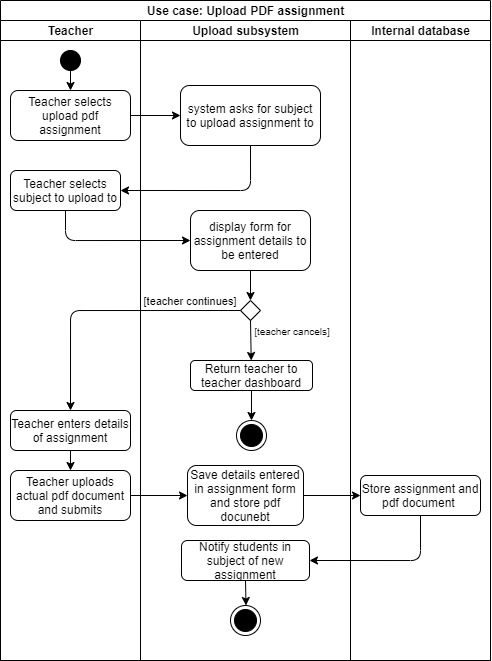 Use case: Upload PDF assignment
Teacher
Upload subsystem
Internal database
Teacher selects
upload pdf
assignment
system asks for subject
to upload assignment to
Teacher selects
subject to upload to
display form for
assignment details to
be entered
[teacher continues]
[teacher cancels]
Return teacher to
teacher dashboard
Teacher enters details
of assignment
Teacher uploads
actual pdf document
and submits
Save details entered
in assignment form
and store pdf
docunebt
Store assignment and
pdf document
Notify students in
subject of new
assignment